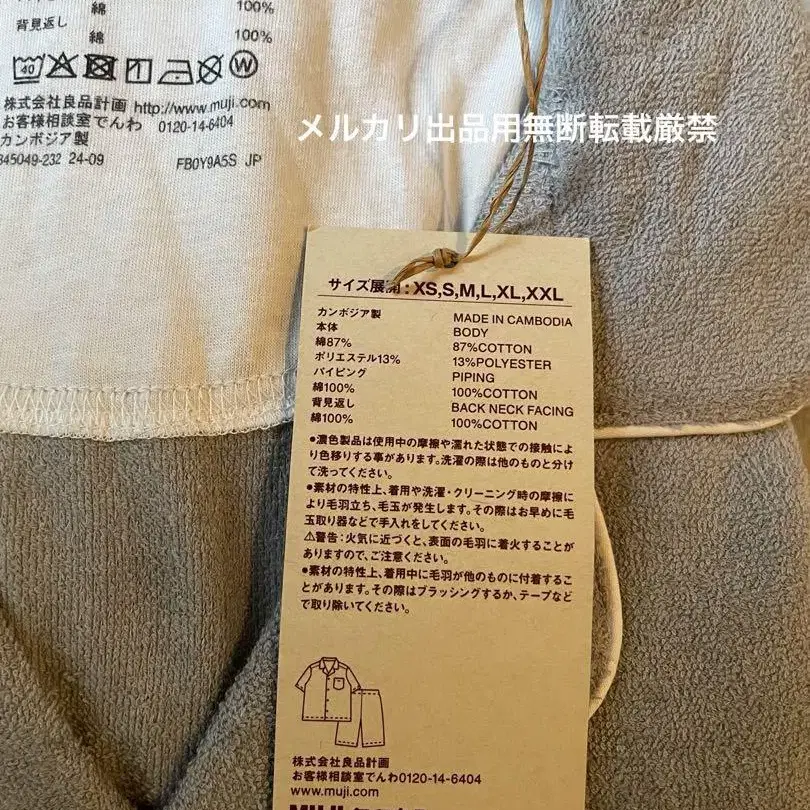 100%
背見返し
綿 100%
40
W
株式会社良品計画 http://www.muji.com
お客様相談室でんわ 0120-14-6404
カンボジア製
845049-232 24-09 FB0Y9A5S JP
メルカリ出品用無断転載厳禁
サイズ展開:XS,S,M,L,XL,XXL
カンボジア製 MADE IN CAMBODIA
本体 BODY
綿87% 87%COTTON
ポリエステル13% 13%POLYESTER
パイピング PIPING
綿100% 100%COTTON
背見返し BACK NECK FACING
綿100% 100%COTTON
●濃色製品は使用中の摩擦や濡れた状態での接触によ
り色移りする事があります。洗濯の際は他のものと分け
て洗ってください。
●素材の特性上、着用や洗濯・クリーニング時の摩擦に
より毛羽立ち、毛玉が発生します。その際はお早めに毛
玉取り器などで手入れをしてください。
⚠警告:火気に近づくと、表面の毛羽に着火することが
ありますので、ご注意ください。
●素材の特性上、着用中に毛羽が他のものに付着するこ
とがあります。その際はブラッシングするか、テープなど
で取り除いてください。
株式会社良品計画
お客様相談室でんわ0120-14-6404
www.muji.com